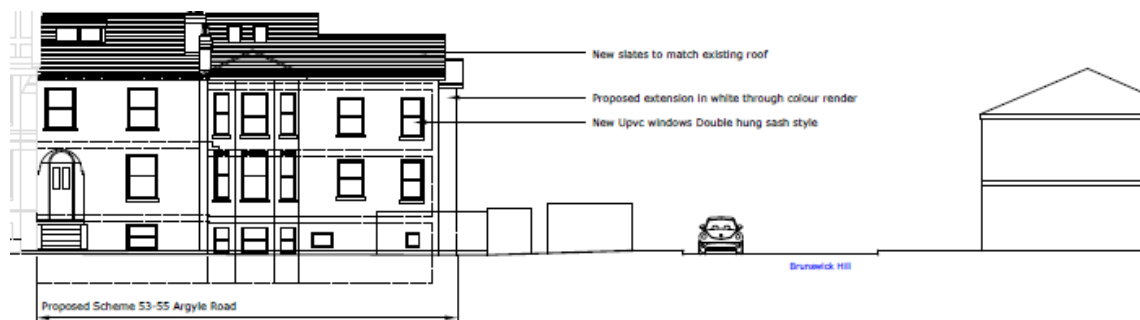 New slates to match existing roof
Proposed extension in white through colour render
New Upvc windows Double hung sash style
Brunswick Hill
Proposed Scheme 53-55 Argyle Road